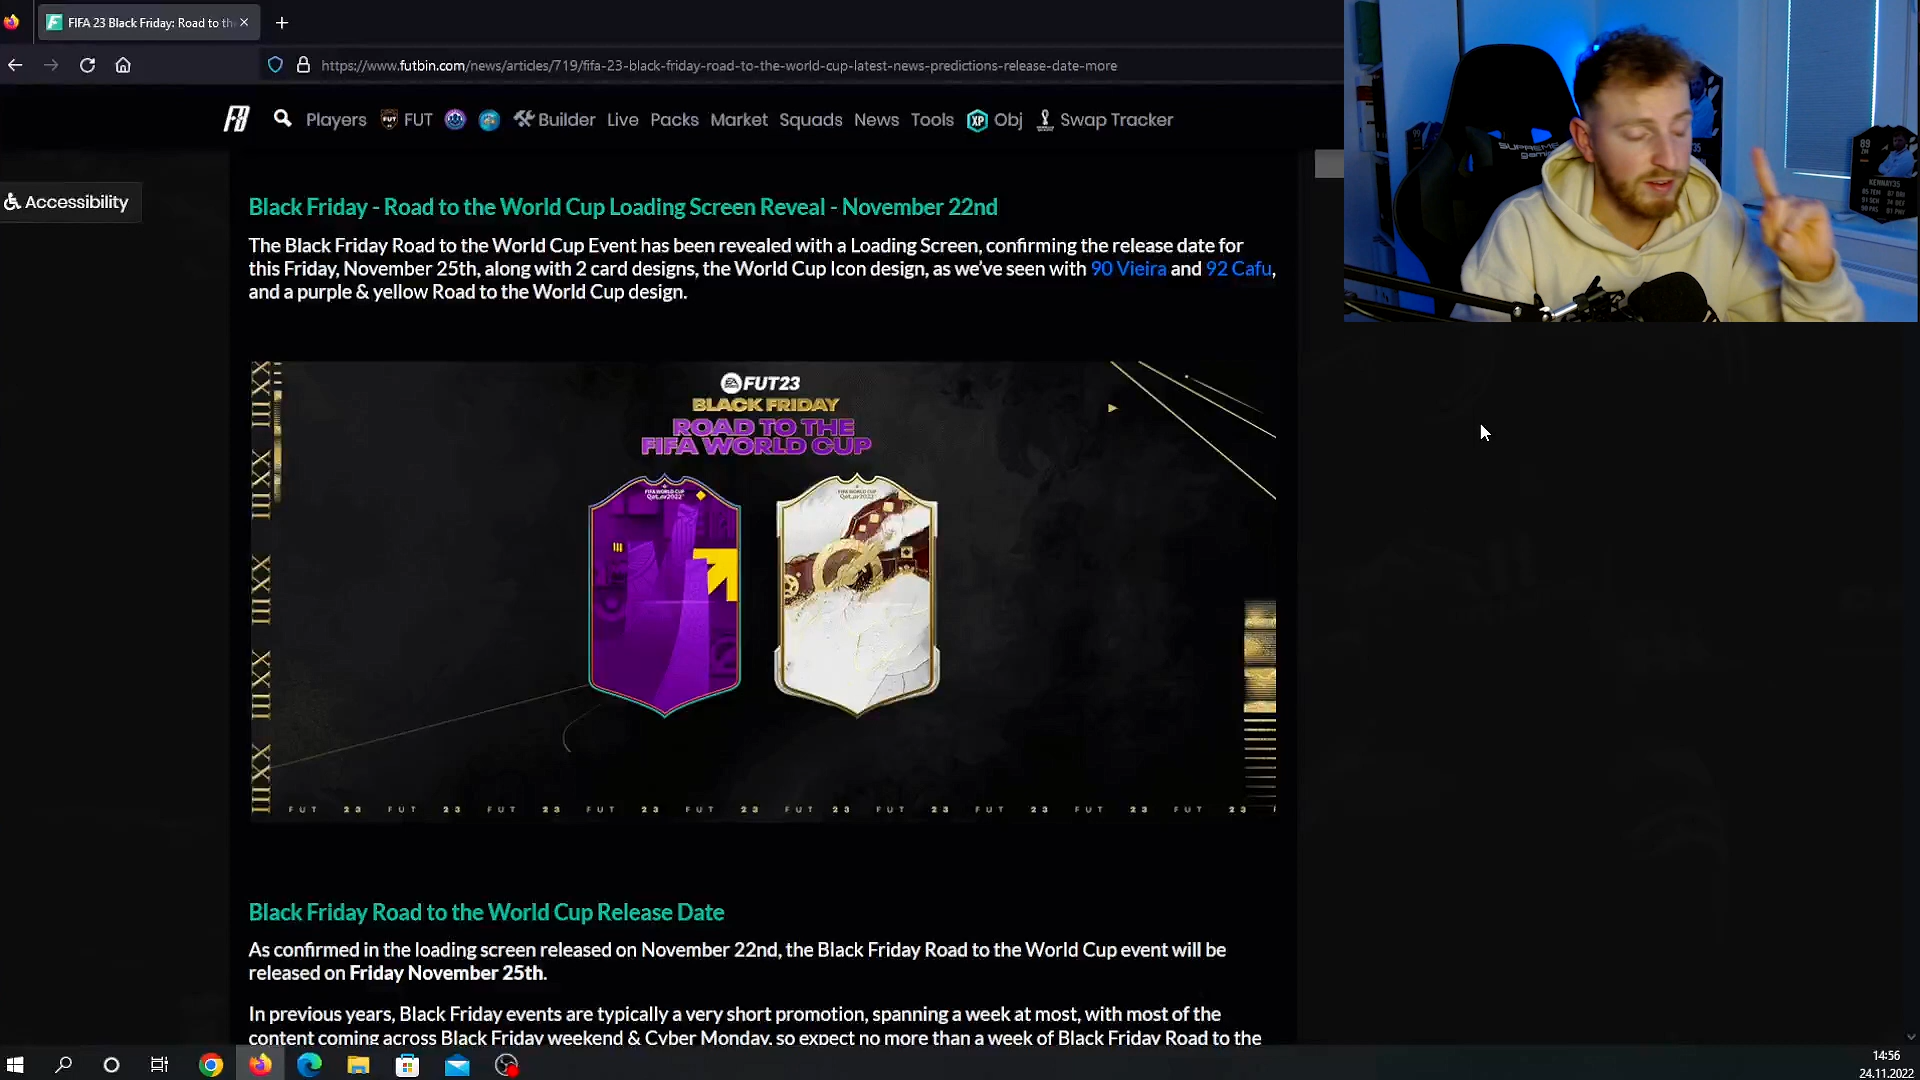 FIFA 23 Black Friday: Road to th
https://www.futbin.com/news/articles/719/fifa-23-black-friday-road-to-the-world-cup-latest-news-predictions-release-date-more
Players FUT Builder Live Packs Market Squads News Tools XP Obj Swap Tracker
Accessibility
Black Friday - Road to the World Cup Loading Screen Reveal - November 22nd
The Black Friday Road to the World Cup Event has been revealed with a Loading Screen, confirming the release date for
this Friday, November 25th, along with 2 card designs, the World Cup Icon design, as we've seen with 90 Vieira and 92 Cafu,
and a purple & yellow Road to the World Cup design.
FUT23
BLACK FRIDAY
ROAD TO THE
FIFA WORLD CUP
FUT 23 FUT 23 FUT 23 FUT 23 FUT 23 FUT 23 FUT 23 FUT 23 FUT 23 FUT 23
Black Friday Road to the World Cup Release Date
As confirmed in the loading screen released on November 22nd, the Black Friday Road to the World Cup event will be
released on Friday November 25th.
In previous years, Black Friday events are typically a very short promotion, spanning a week at most, with most of the
content coming across Black Friday weekend & Cyber Monday, so expect no more than a week of Black Friday Road to the
14:56
24.11.2022
SUPREME
89
KENNAY35